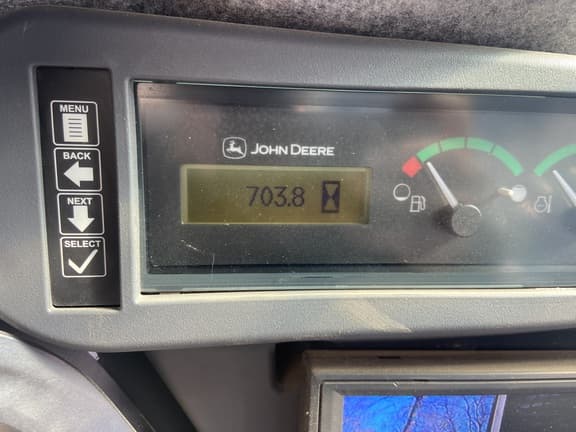 MENU
BACK
NEXT
SELECT
JOHN DEERE
703.8